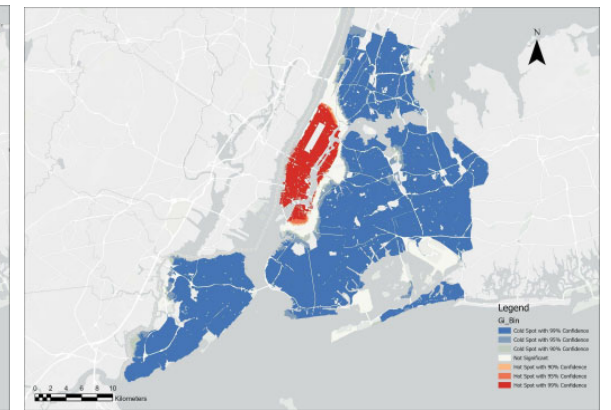 N
Legend
Gi_Bin
Cold Spot with 99% Confidence
Cold Spot with 95% Confidence
Cold Spot with 90% Confidence
Not Significant
Hot Spot with 90% Confidence
Hot Spot with 95% Confidence
Hot Spot with 99% Confidence
0 2 4 6 8 10
Kilometers